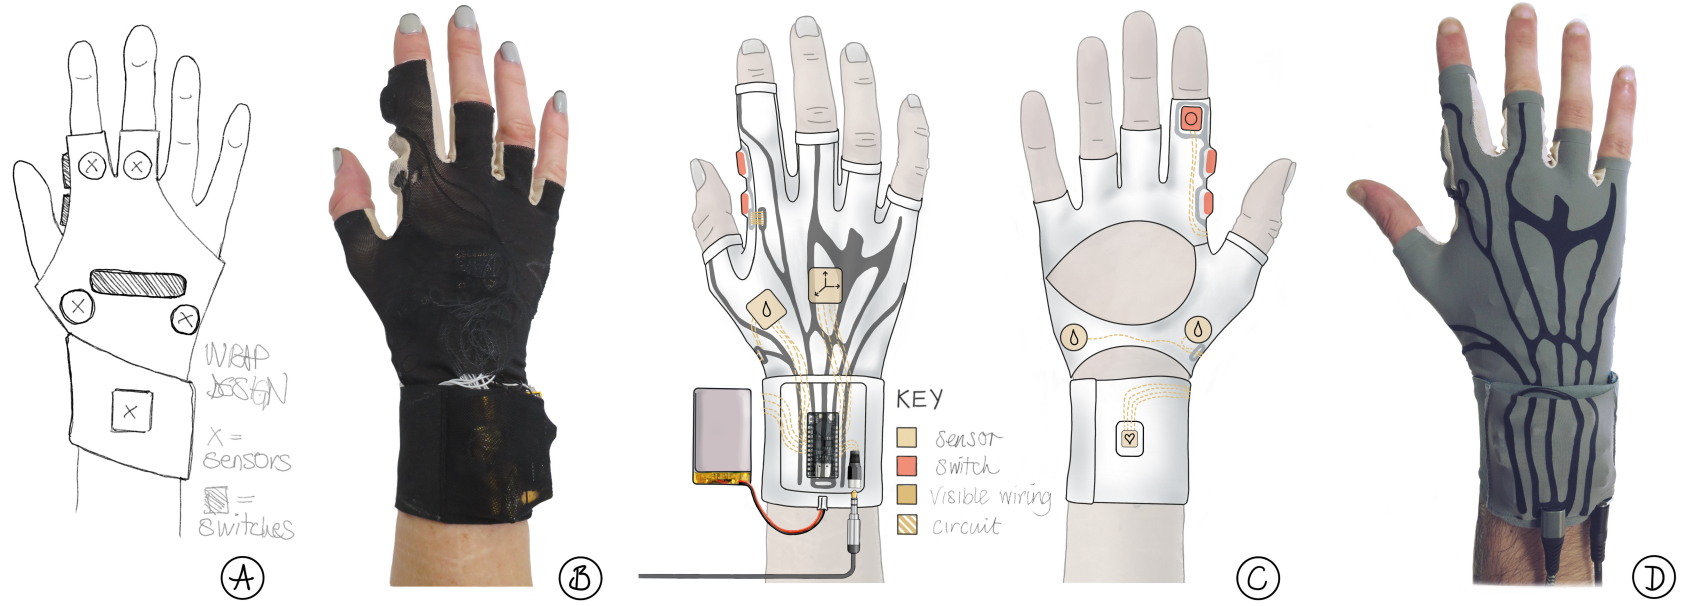 WRAP
DESIGN
X =
sensors
=
switches
A
B
KEY
sensor
switch
visible wiring
circuit
C
D